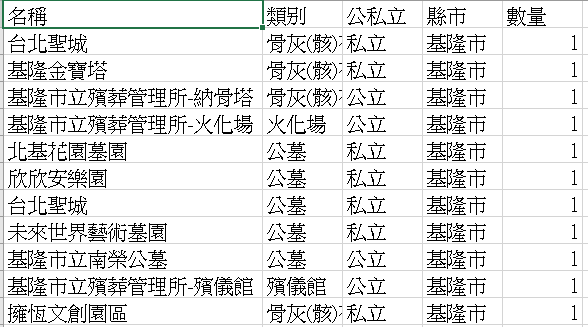 名稱 類別 公私立 縣市 數量
台北聖城 骨灰(骸) 私立 基隆市 1
基隆金寶塔 骨灰(骸) 私立 基隆市 1
基隆市立殯葬管理所-納骨塔 骨灰(骸) 公立 基隆市 1
基隆市立殯葬管理所-火化場 火化場 公立 基隆市 1
北基花園墓園 公墓 私立 基隆市 1
欣欣安樂園 公墓 私立 基隆市 1
台北聖城 公墓 私立 基隆市 1
未來世界藝術墓園 公墓 私立 基隆市 1
基隆市立南榮公墓 公墓 公立 基隆市 1
基隆市立殯葬管理所-殯儀館 殯儀館 公立 基隆市 1
擁恆文創園區 骨灰(骸) 私立 基隆市 1